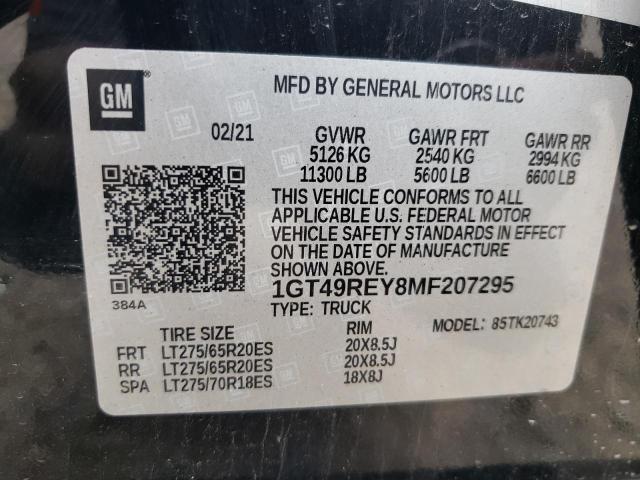 GM
MFD BY GENERAL MOTORS LLC
02/21 GVWR GAWR FRT GAWR RR
5126 KG 2540 KG 2994 KG
11300 LB 5600 LB 6600 LB
THIS VEHICLE CONFORMS TO ALL
APPLICABLE U.S. FEDERAL MOTOR
VEHICLE SAFETY STANDARDS IN EFFECT
ON THE DATE OF MANUFACTURE
SHOWN ABOVE.
1GT49REY8MF207295
384A TYPE: TRUCK MODEL: 85TK20743
TIRE SIZE RIM
FRT LT275/65R20ES 20X8.5J
RR LT275/65R20ES 20X8.5J
SPA LT275/70R18ES 18X8J